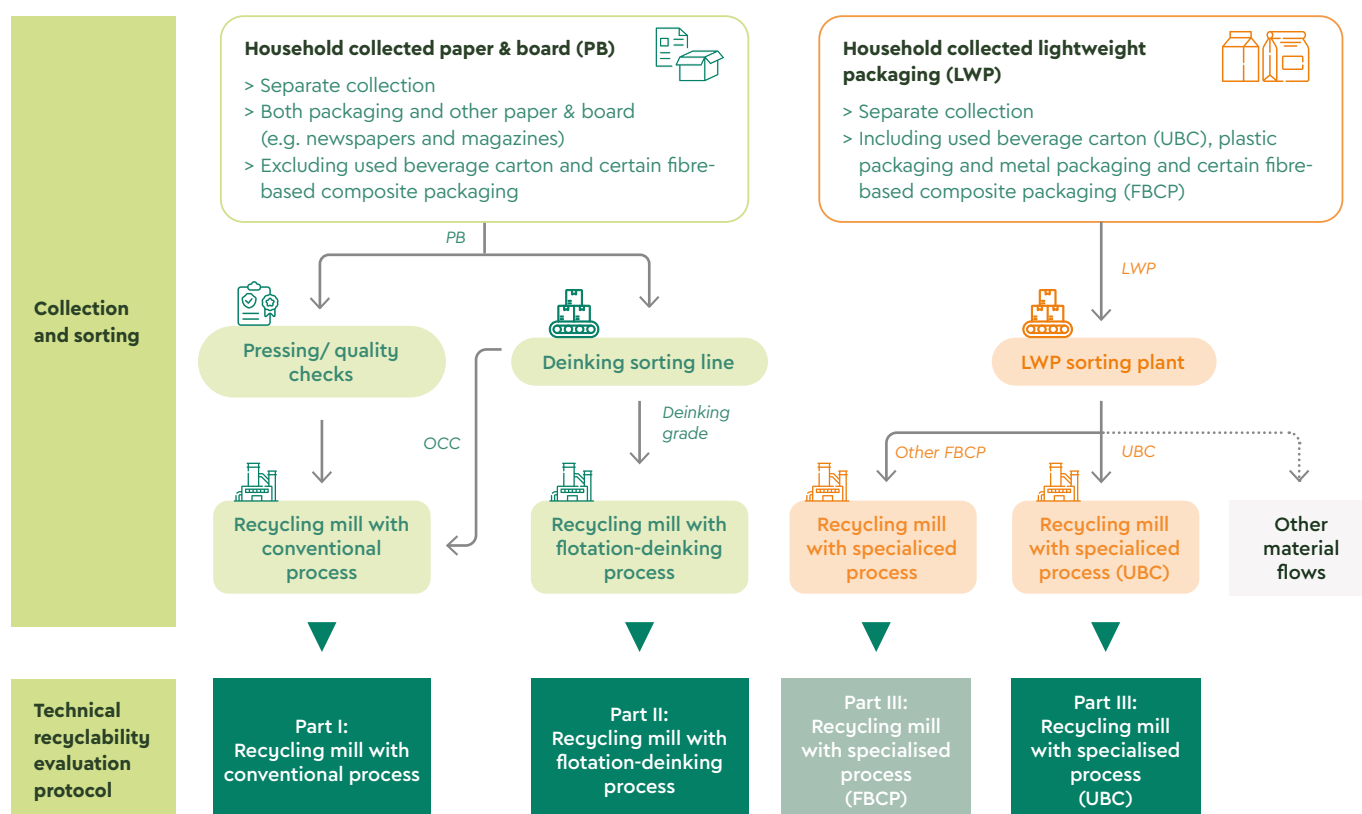 Collection
and sorting
Household collected paper & board (PB)
> Separate collection
> Both packaging and other paper & board
(e.g. newspapers and magazines)
> Excluding used beverage carton and certain fibre-
based composite packaging
Household collected lightweight
packaging (LWP)
> Separate collection
> Including used beverage carton (UBC), plastic
packaging and metal packaging and certain fibre-
based composite packaging (FBCP)
PB
LWP
Pressing/ quality
checks
Deinking sorting line
LWP sorting plant
OCC
Deinking
grade
Other FBCP
UBC
Recycling mill with
conventional
process
Recycling mill with
flotation-deinking
process
Recycling mill
with specialiced
process
Recycling mill
with specialiced
process (UBC)
Other
material
flows
Technical
recyclability
evaluation
protocol
Part I:
Recycling mill with
conventional process
Part II:
Recycling mill with
flotation-deinking
process
Part III:
Recycling mill
with specialised
process
(FBCP)
Part III:
Recycling mill
with specialised
process
(UBC)